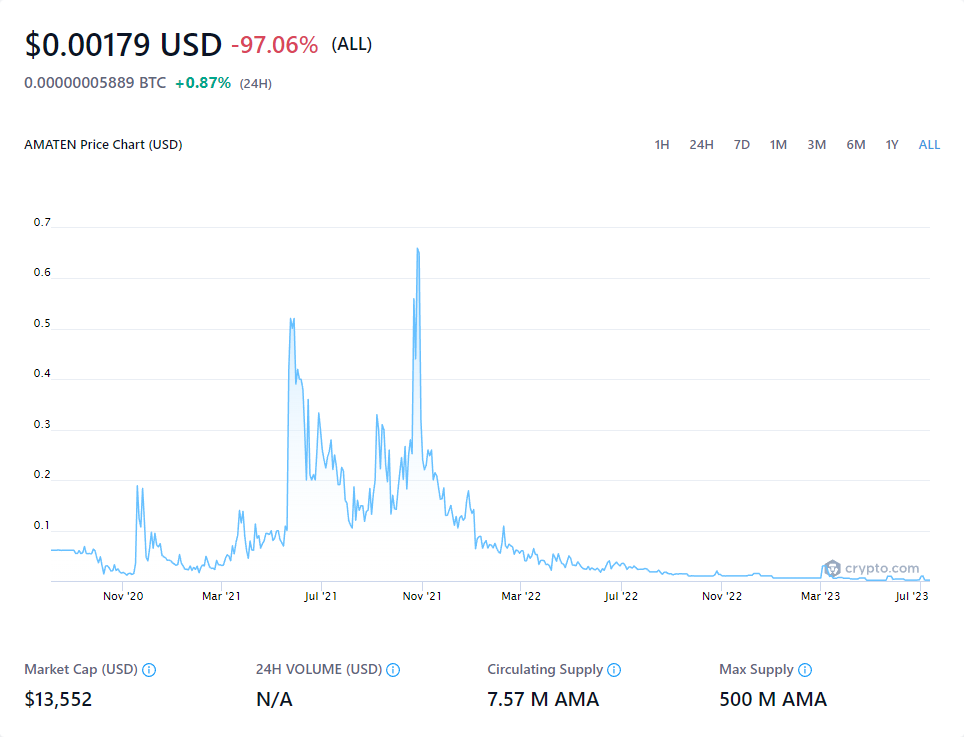 $0.00179 USD -97.06% (ALL)
0.00000005889 BTC +0.87% (24H)
AMATEN Price Chart (USD) 1H 24H 7D 1M 3M 6M 1Y ALL
0.7
0.6
0.5
0.4
0.3
0.2
0.1
crypto.com
Nov '20 Mar '21 Jul '21 Nov '21 Mar '22 Jul '22 Nov '22 Mar '23 Jul '23
Market Cap (USD) 24H VOLUME (USD) Circulating Supply Max Supply
$13,552 N/A 7.57 M AMA 500 M AMA